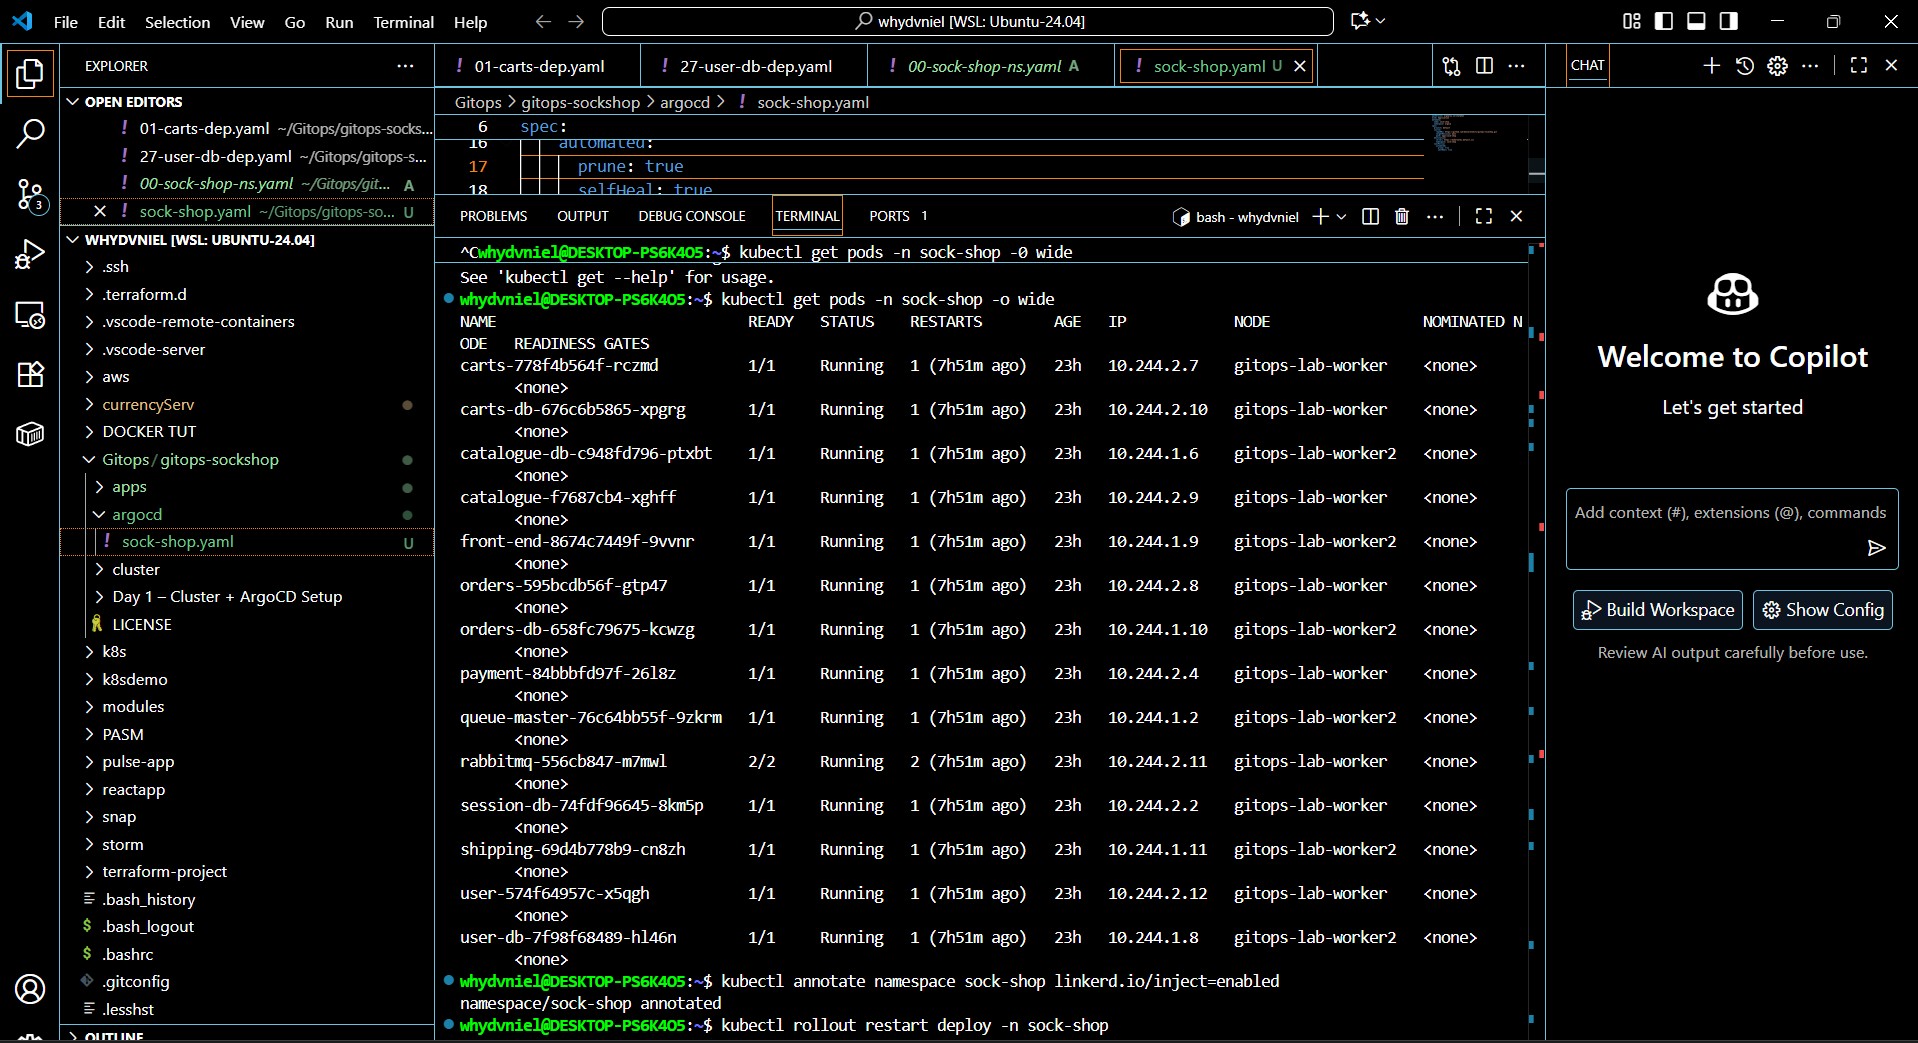 File Edit Selection View Go Run Terminal Help
whydvniel [WSL: Ubuntu-24.04]
EXPLORER
OPEN EDITORS
! 01-carts-dep.yaml ~/Gitops/gitops-socks...
! 27-user-db-dep.yaml ~/Gitops/gitops-s...
! 00-sock-shop-ns.yaml ~/Gitops/git... A
! sock-shop.yaml ~/Gitops/gitops-so... U
WHYDVNIEL [WSL: UBUNTU-24.04]
.ssh
.terraform.d
.vscode-remote-containers
.vscode-server
aws
currencyServ
DOCKER TUT
Gitops / gitops-sockshop
apps
argocd
! sock-shop.yaml U
cluster
Day 1 – Cluster + ArgoCD Setup
LICENSE
k8s
k8sdemo
modules
PASM
pulse-app
reactapp
snap
storm
terraform-project
.bash_history
$ .bash_logout
$ .bashrc
.gitconfig
.lesshst
OUTLINE
3
! 01-carts-dep.yaml
! 27-user-db-dep.yaml
! 00-sock-shop-ns.yaml A
! sock-shop.yaml U
Gitops > gitops-sockshop > argocd > ! sock-shop.yaml
6 spec:
16 automated:
17 prune: true
18 selfHeal: true
PROBLEMS OUTPUT DEBUG CONSOLE TERMINAL PORTS 1
bash - whydvniel
^Cwhydvniel@DESKTOP-PS6K4O5:~$ kubectl get pods -n sock-shop -0 wide
See 'kubectl get --help' for usage.
whydvniel@DESKTOP-PS6K4O5:~$ kubectl get pods -n sock-shop -o wide
NAME READY STATUS RESTARTS AGE IP NODE NOMINATED N
ODE READINESS GATES
carts-778f4b564f-rczmd 1/1 Running 1 (7h51m ago) 23h 10.244.2.7 gitops-lab-worker <none>
<none>
carts-db-676c6b5865-xpgrg 1/1 Running 1 (7h51m ago) 23h 10.244.2.10 gitops-lab-worker <none>
<none>
catalogue-db-c948fd796-ptxbt 1/1 Running 1 (7h51m ago) 23h 10.244.1.6 gitops-lab-worker2 <none>
<none>
catalogue-f7687cb4-xghff 1/1 Running 1 (7h51m ago) 23h 10.244.2.9 gitops-lab-worker <none>
<none>
front-end-8674c7449f-9vvnr 1/1 Running 1 (7h51m ago) 23h 10.244.1.9 gitops-lab-worker2 <none>
<none>
orders-595bcdb56f-gtp47 1/1 Running 1 (7h51m ago) 23h 10.244.2.8 gitops-lab-worker <none>
<none>
orders-db-658fc79675-kcwzg 1/1 Running 1 (7h51m ago) 23h 10.244.1.10 gitops-lab-worker2 <none>
<none>
payment-84bbbfd97f-26l8z 1/1 Running 1 (7h51m ago) 23h 10.244.2.4 gitops-lab-worker <none>
<none>
queue-master-76c64bb55f-9zkrm 1/1 Running 1 (7h51m ago) 23h 10.244.1.2 gitops-lab-worker2 <none>
<none>
rabbitmq-556cb847-m7mwl 2/2 Running 2 (7h51m ago) 23h 10.244.2.11 gitops-lab-worker <none>
<none>
session-db-74fdf96645-8km5p 1/1 Running 1 (7h51m ago) 23h 10.244.2.2 gitops-lab-worker <none>
<none>
shipping-69d4b778b9-cn8zh 1/1 Running 1 (7h51m ago) 23h 10.244.1.11 gitops-lab-worker2 <none>
<none>
user-574f64957c-x5qgh 1/1 Running 1 (7h51m ago) 23h 10.244.2.12 gitops-lab-worker <none>
<none>
user-db-7f98f68489-hl46n 1/1 Running 1 (7h51m ago) 23h 10.244.1.8 gitops-lab-worker2 <none>
<none>
whydvniel@DESKTOP-PS6K4O5:~$ kubectl annotate namespace sock-shop linkerd.io/inject=enabled
namespace/sock-shop annotated
whydvniel@DESKTOP-PS6K4O5:~$ kubectl rollout restart deploy -n sock-shop
CHAT
Welcome to Copilot
Let's get started
Add context (#), extensions (@), commands
Build Workspace
Show Config
Review AI output carefully before use.